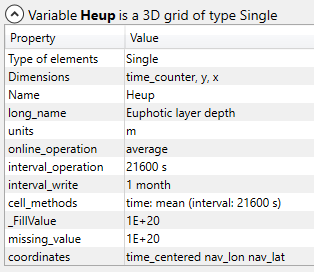 Variable Heup is a 3D grid of type Single
Property Value
Type of elements Single
Dimensions time_counter, y, x
Name Heup
long_name Euphotic layer depth
units m
online_operation average
interval_operation 21600 s
interval_write 1 month
cell_methods time: mean (interval: 21600 s)
_FillValue 1E+20
missing_value 1E+20
coordinates time_centered nav_lon nav_lat